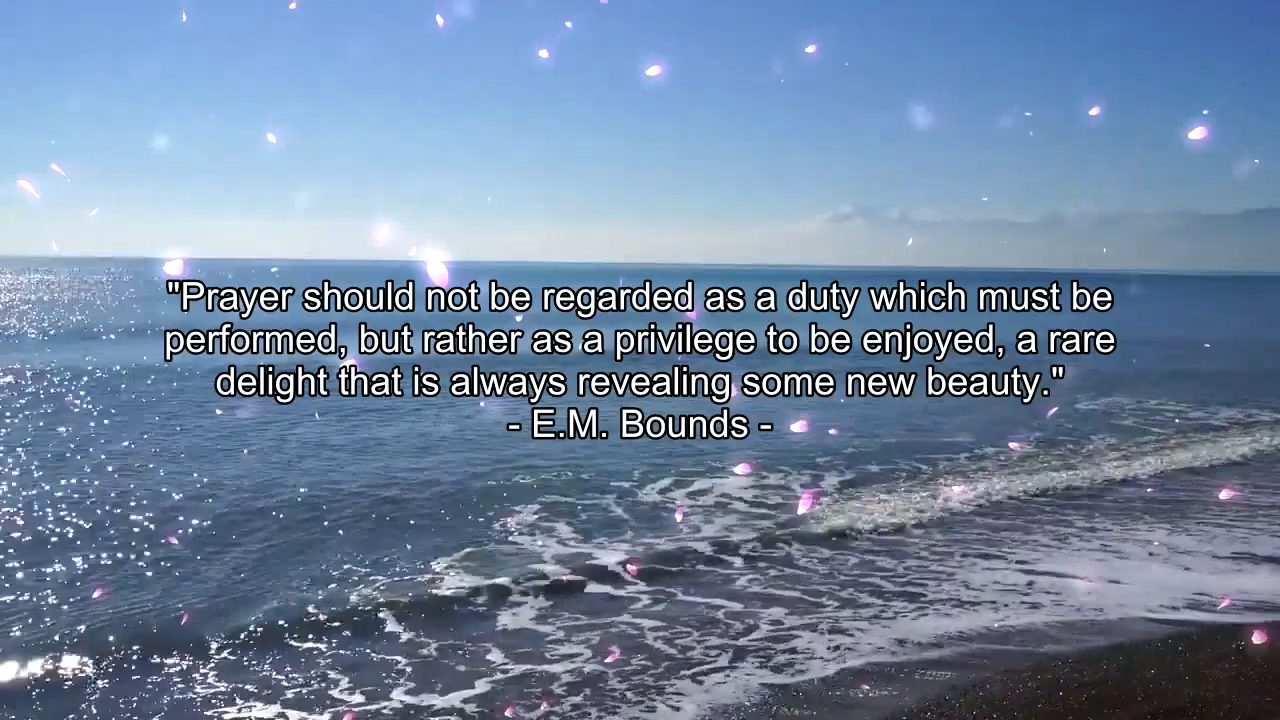 "Prayer should not be regarded as a duty which must be
performed, but rather as a privilege to be enjoyed, a rare
delight that is always revealing some new beauty."
- E.M. Bounds -